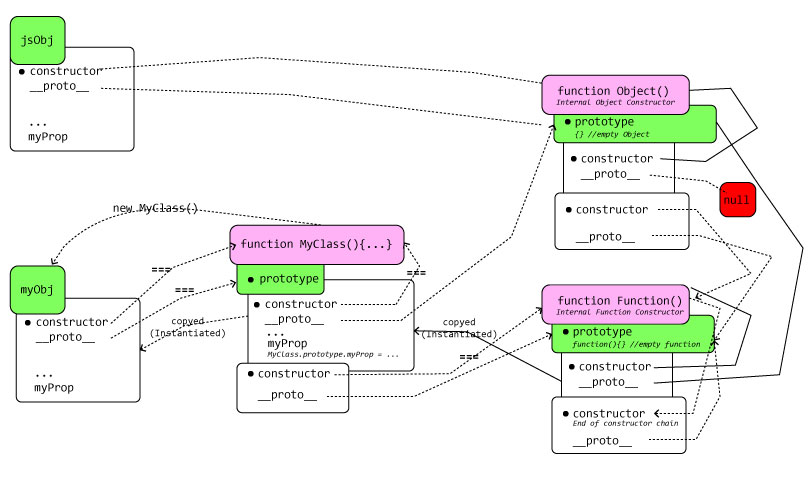 jsObj
constructor
__proto__
...
myProp
function Object()
Internal Object Constructor
prototype
{} //empty Object
constructor
__proto__
null
constructor
__proto__
new MyClass()
function MyClass(){...}
===
===
===
prototype
myObj
constructor
__proto__
...
myProp
copyed
(Instantiated)
constructor
__proto__
...
myProp
MyClass.prototype.myProp = ...
constructor
__proto__
copyed
(Instantiated)
===
function Function()
Internal Function Constructor
prototype
function(){} //empty function
constructor
__proto__
constructor
End of constructor chain
__proto__